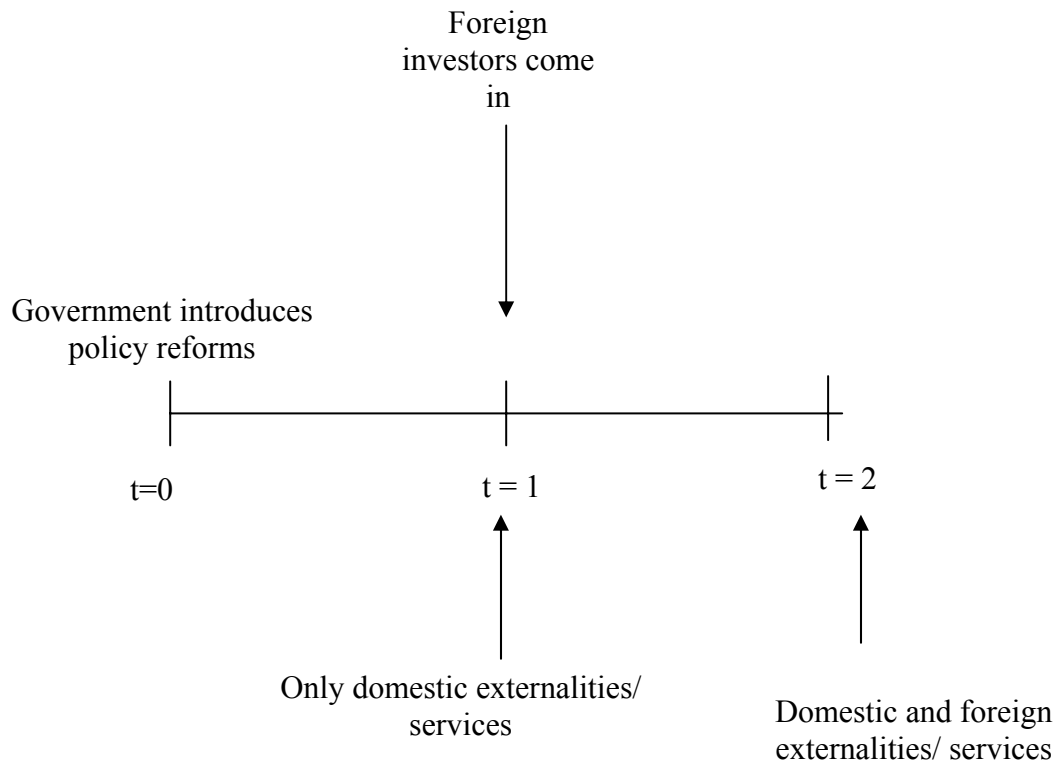 Foreign
investors come
in
Government introduces
policy reforms
t=0
t = 1
t = 2
Only domestic externalities/
services
Domestic and foreign
externalities/ services